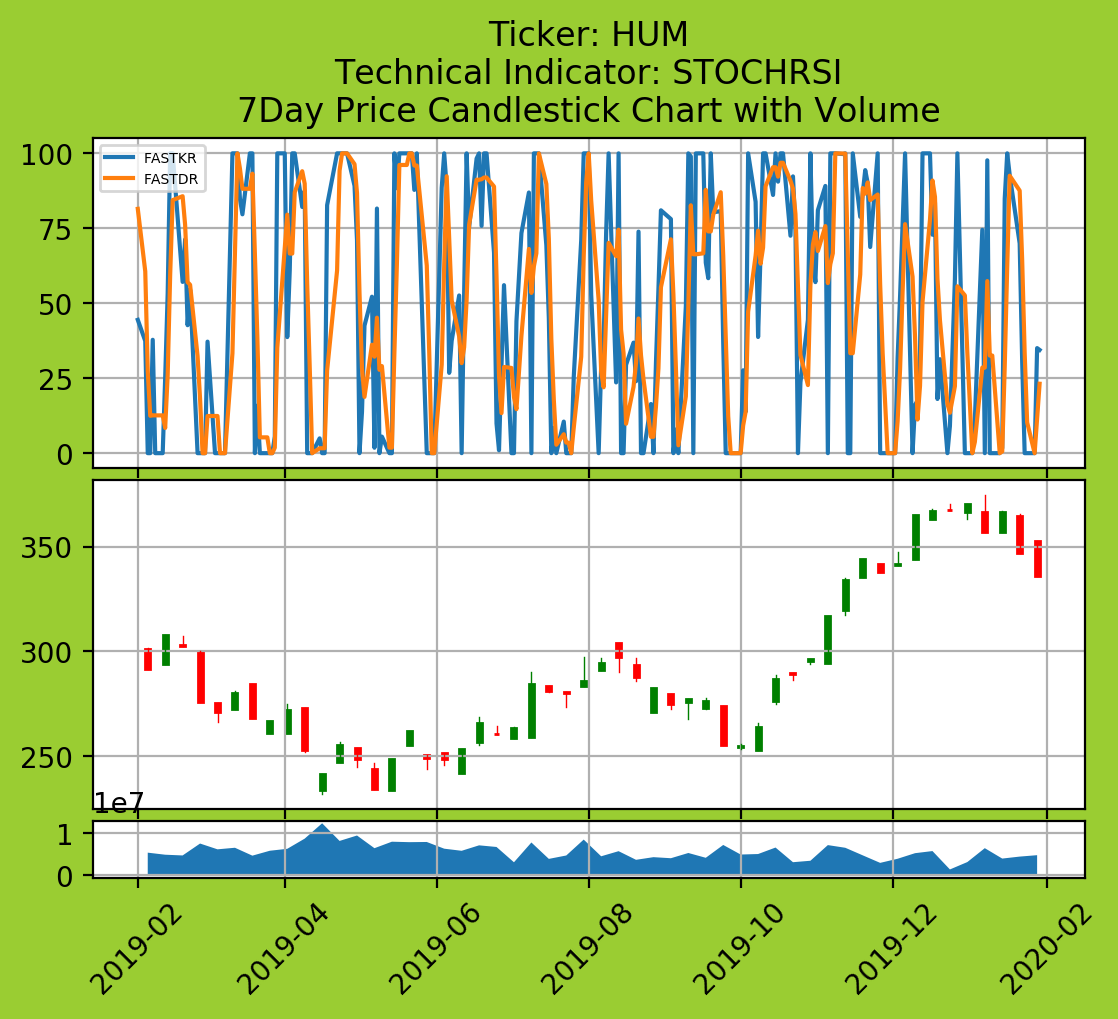 Ticker: HUM
Technical Indicator: STOCHRSI
7Day Price Candlestick Chart with Volume
FASTKR
FASTDR
100
75
50
25
0
350
300
250
1e7
1
0
2019-02
2019-04
2019-06
2019-08
2019-10
2019-12
2020-02